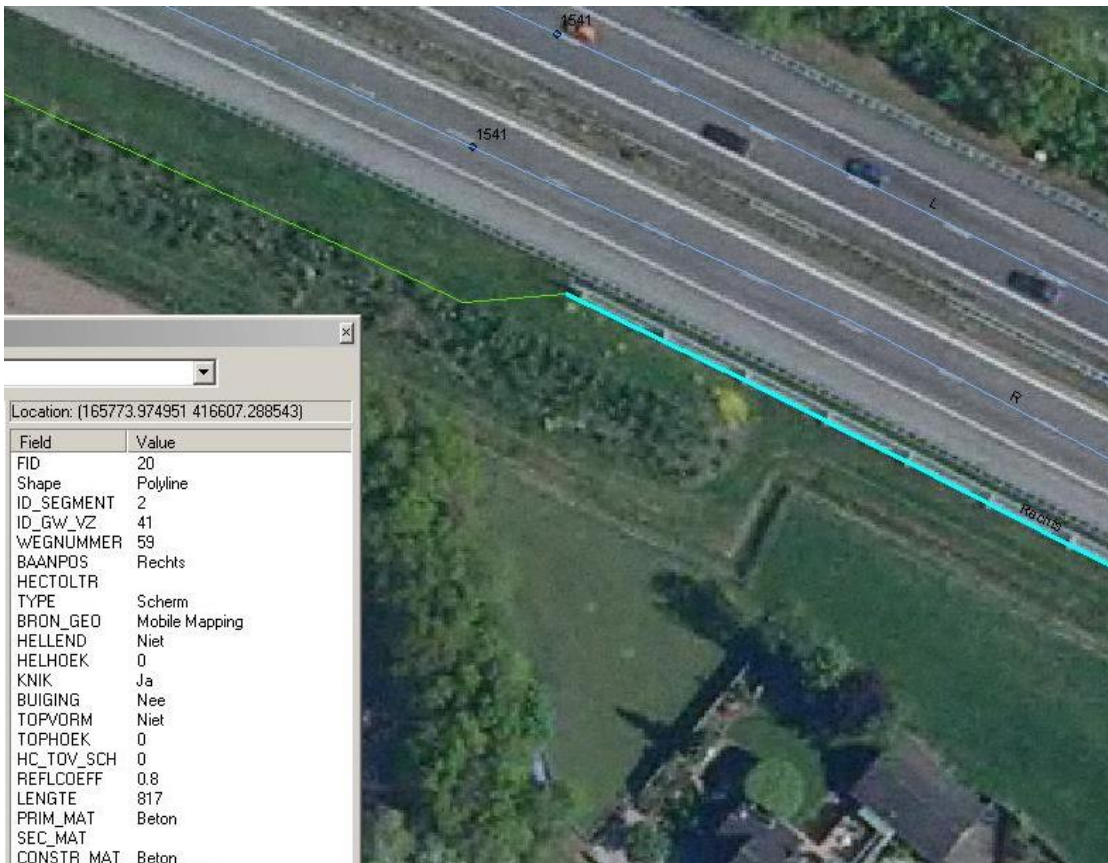 1541
1541
L
R
Rechts
Location: (165773.974951 416607.288543)
Field Value
FID 20
Shape Polyline
ID_SEGMENT 2
ID_GW_VZ 41
WEGNUMMER 59
BAANPOS Rechts
HECTOLTR
TYPE Scherm
BRON_GEO Mobile Mapping
HELLEND Niet
HELHOEK 0
KNIK Ja
BUIGING Nee
TOPVORM Niet
TOPHOEK 0
HC_TOV_SCH 0
REFLCOEFF 0.8
LENGTE 817
PRIM_MAT Beton
SEC_MAT
CONSTR_MAT Beton